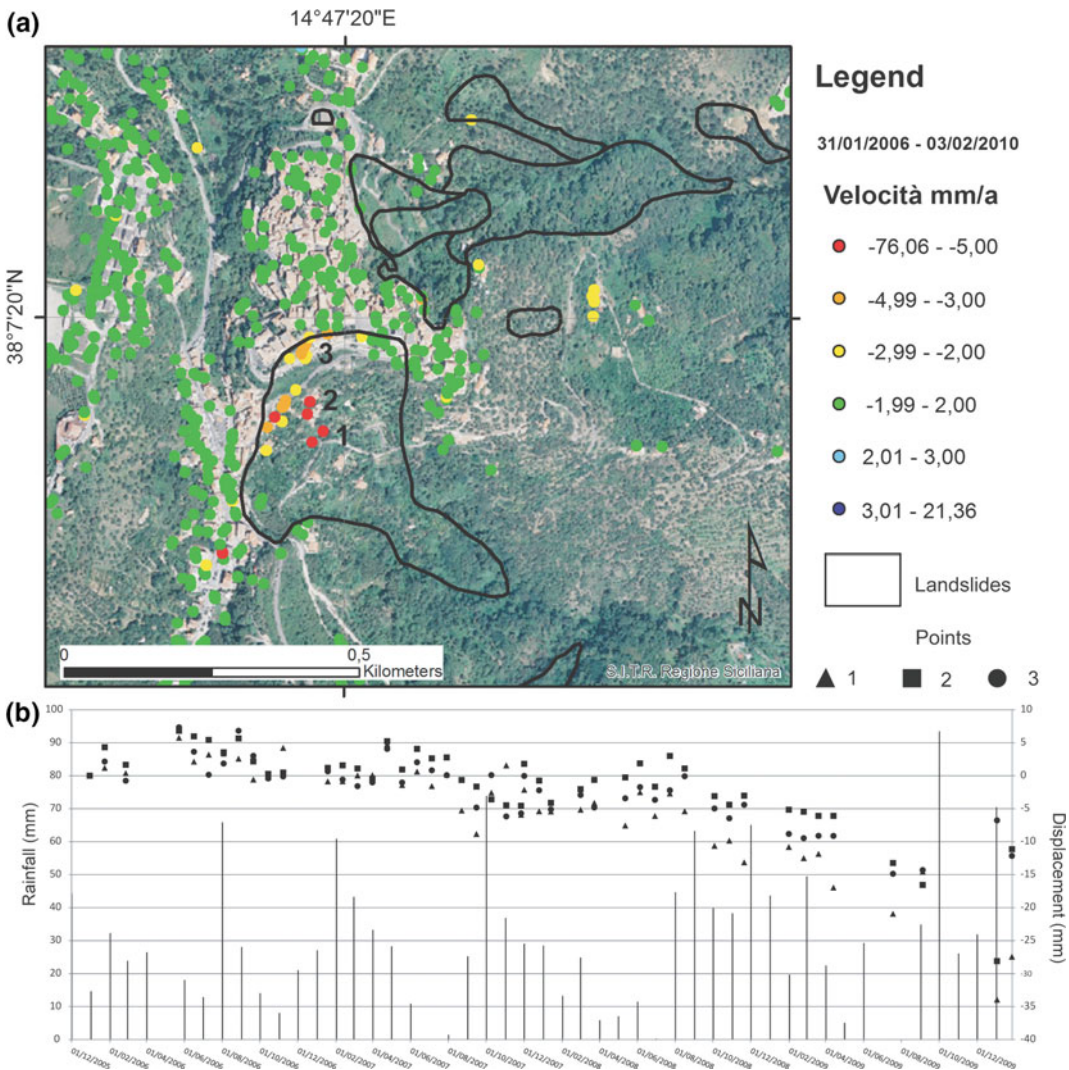 (a)
14°47'20"E
38°7'20"N
3
2
1
N
0 0,5
Kilometers
S.I.T.R. Regione Siciliana
Legend
31/01/2006 - 03/02/2010
Velocità mm/a
-76,06 - -5,00
-4,99 - -3,00
-2,99 - -2,00
-1,99 - 2,00
2,01 - 3,00
3,01 - 21,36
Landslides
Points
1 2 3
(b)
Rainfall (mm)
100
90
80
70
60
50
40
30
20
10
0
Displacement (mm)
10
5
0
-5
-10
-15
-20
-25
-30
-35
-40
01/12/2005
01/02/2006
01/04/2006
01/06/2006
01/08/2006
01/10/2006
01/12/2006
01/02/2007
01/04/2007
01/06/2007
01/08/2007
01/10/2007
01/12/2007
01/02/2008
01/04/2008
01/06/2008
01/08/2008
01/10/2008
01/12/2008
01/02/2009
01/04/2009
01/06/2009
01/08/2009
01/10/2009
01/12/2009